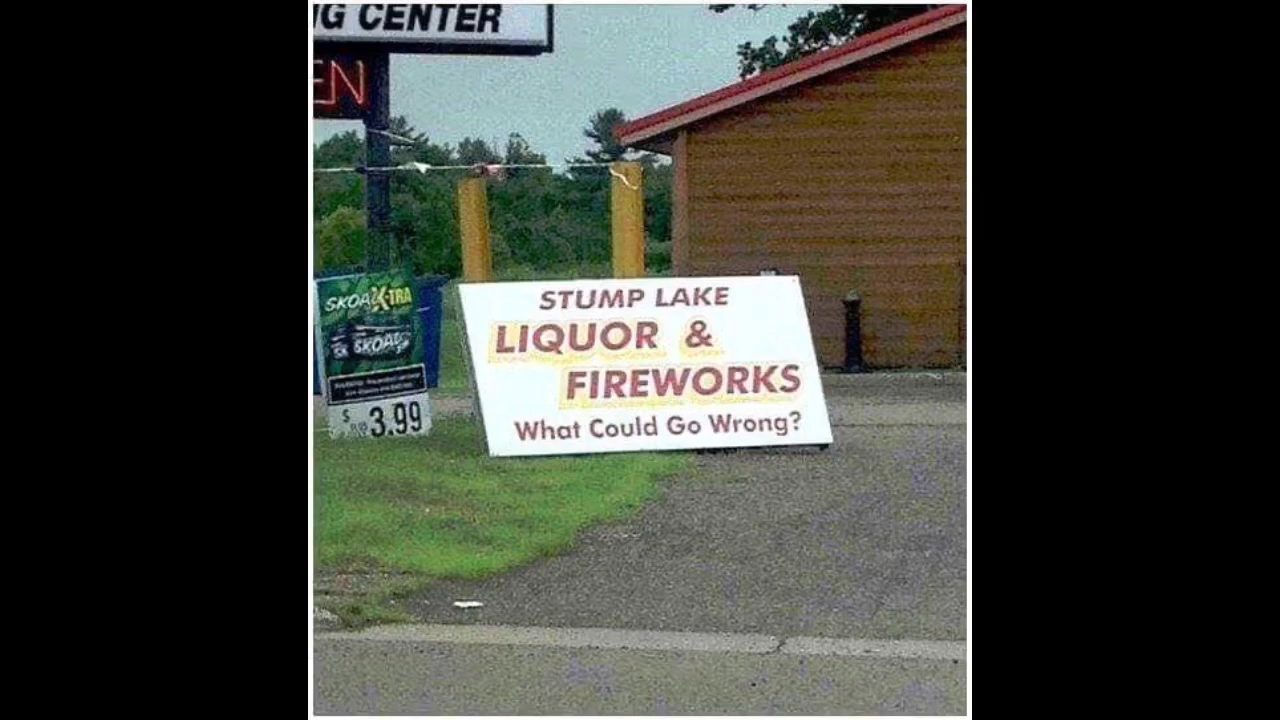 G CENTER
EN
SKOAL X-TRA
SKOAL
$ 3.99
STUMP LAKE
LIQUOR &
FIREWORKS
What Could Go Wrong?